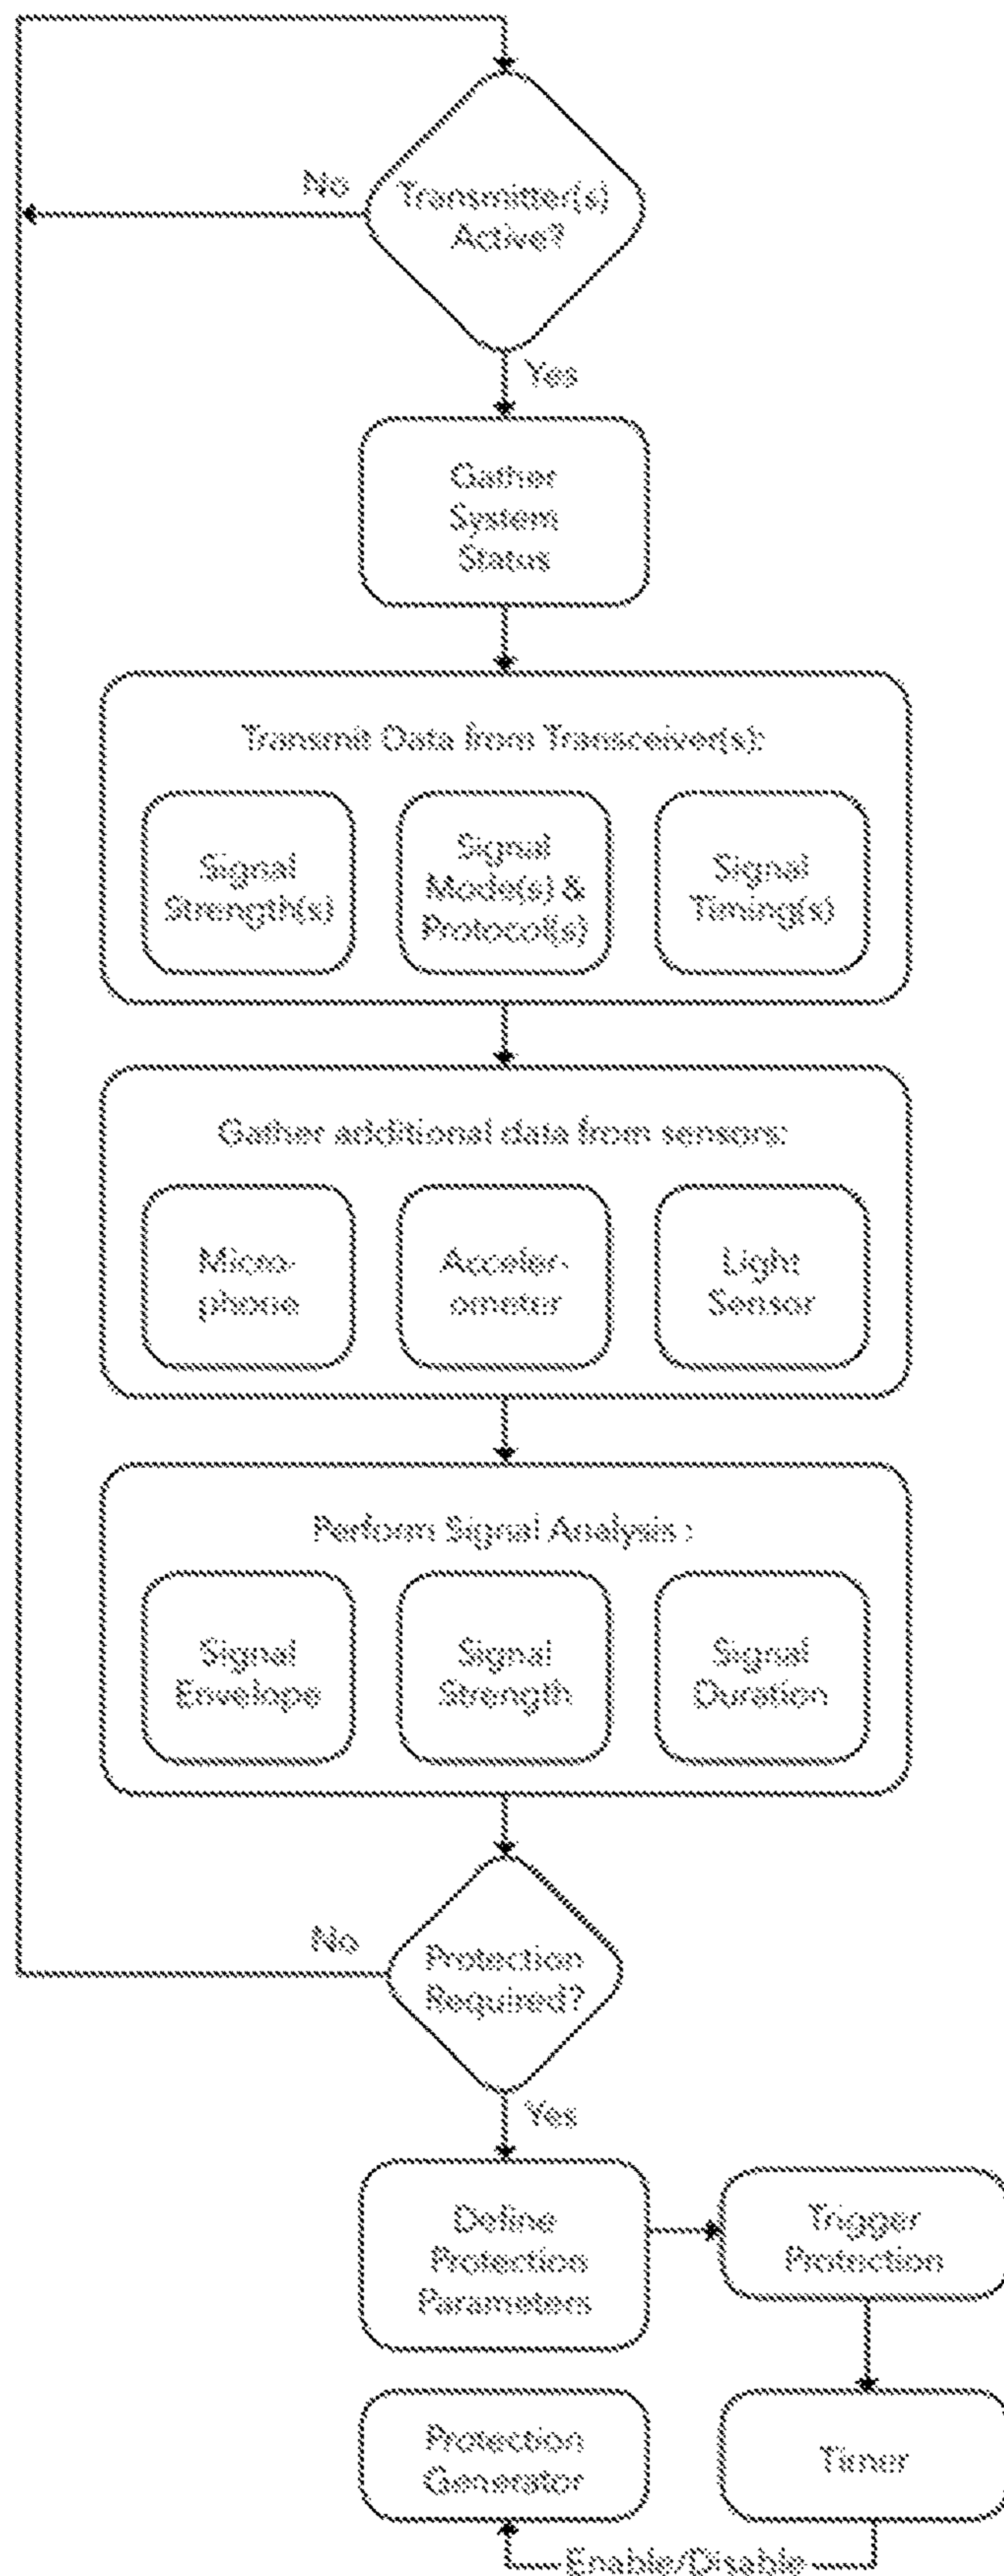 No
Transmitter(s)
Active?
Yes
Gather
System
Status
Transmit Data from Transceiver(s):
Signal
Strength(s)
Signal
Mode(s) &
Protocol(s)
Signal
Timing(s)
Gather additional data from sensors:
Micro-
phone
Acceler-
ometer
Light
Sensor
Perform Signal Analysis :
Signal
Envelope
Signal
Strength
Signal
Duration
No
Protection
Required?
Yes
Define
Protection
Parameters
Trigger
Protection
Protection
Generator
Timer
Enable/Disable